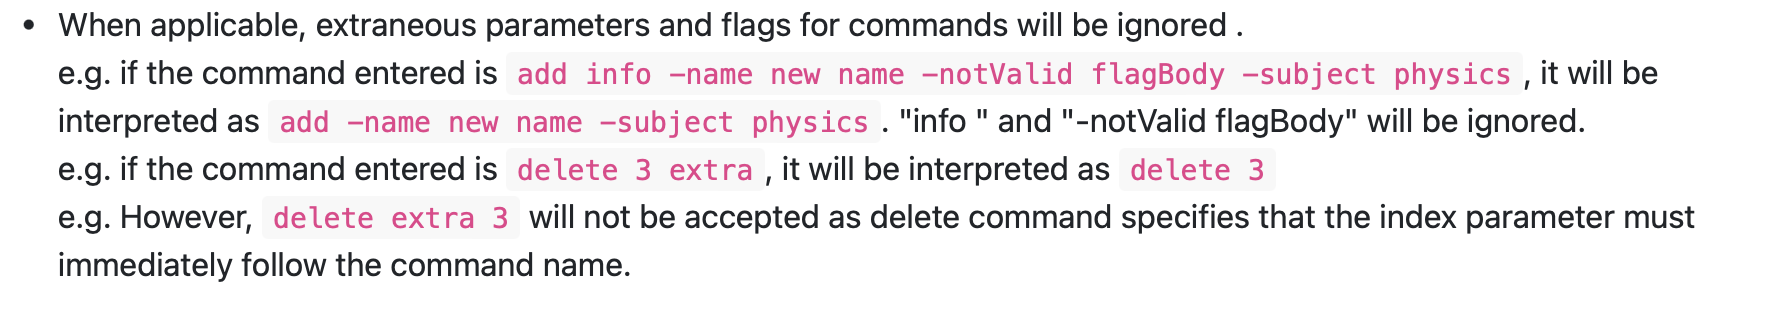 • When applicable, extraneous parameters and flags for commands will be ignored .
e.g. if the command entered is add info -name new name -notValid flagBody -subject physics , it will be
interpreted as add -name new name -subject physics . "info " and "-notValid flagBody" will be ignored.
e.g. if the command entered is delete 3 extra , it will be interpreted as delete 3
e.g. However, delete extra 3 will not be accepted as delete command specifies that the index parameter must
immediately follow the command name.